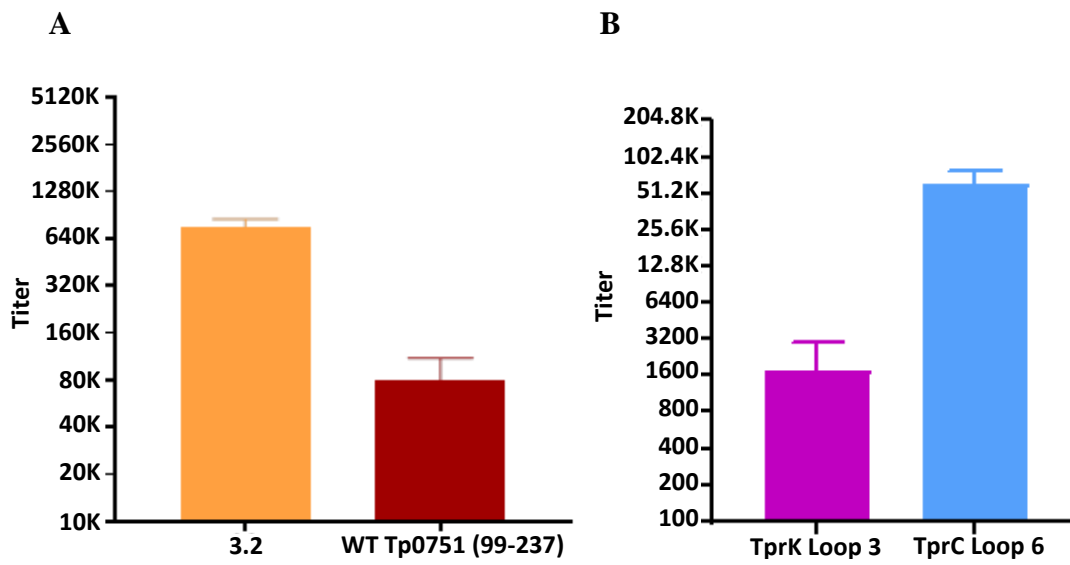 A
5120K
2560K
1280K
640K
320K
160K
80K
40K
20K
10K
Titer
3.2
WT Tp0751 (99-237)
B
204.8K
102.4K
51.2K
25.6K
12.8K
6400
3200
1600
800
400
200
100
Titer
TprK Loop 3
TprC Loop 6